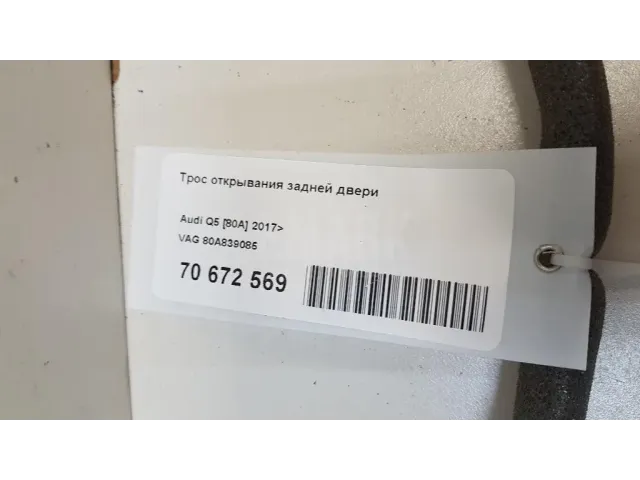 Трос открывания задней двери
Audi Q5 [80A] 2017>
VAG 80A839085
70 672 569